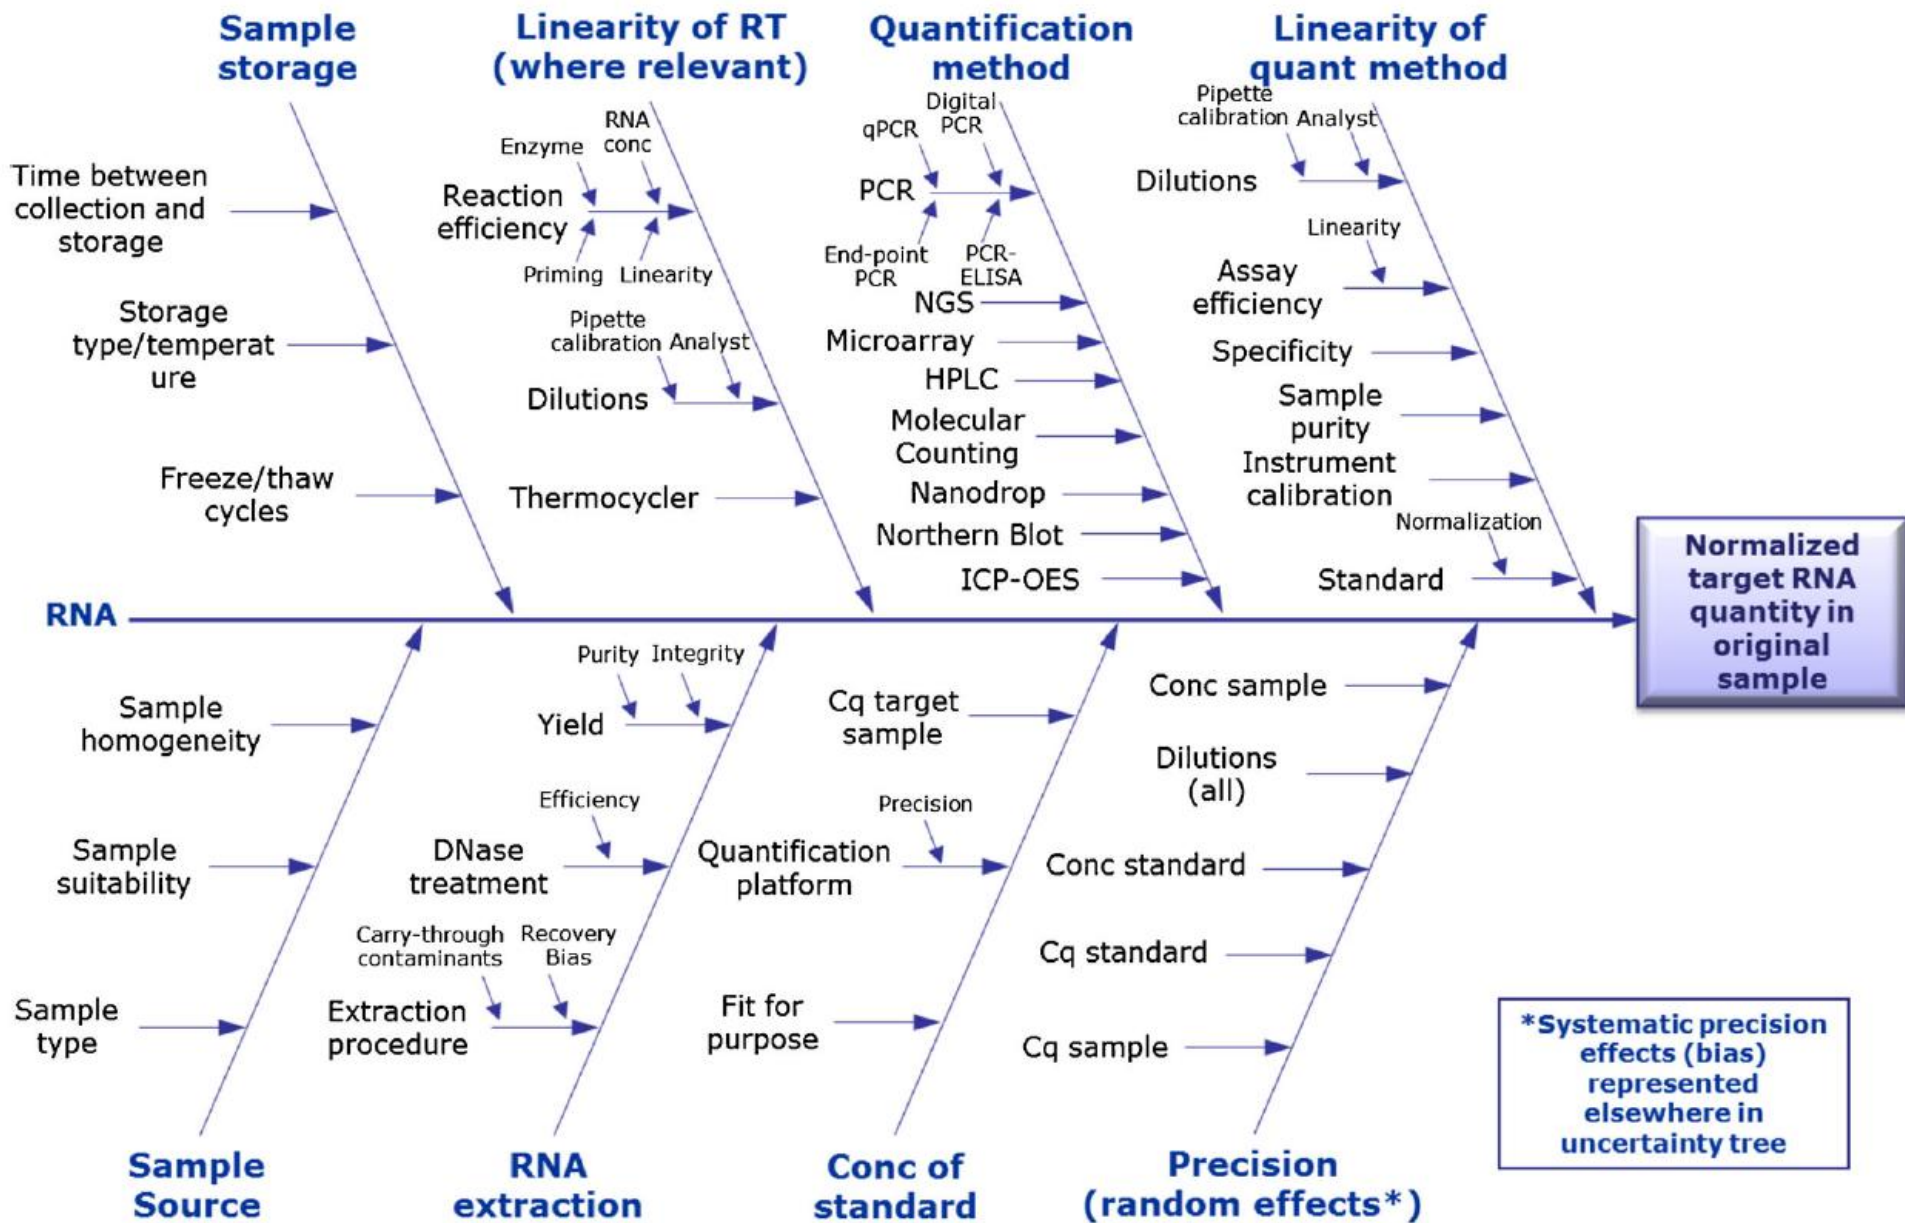 Sample
storage
Linearity of RT
(where relevant)
Quantification
method
Linearity of
quant method
Time between
collection and
storage
Storage
type/temperat
ure
Freeze/thaw
cycles
Enzyme
RNA
conc
Reaction
efficiency
Priming
Linearity
Pipette
calibration
Analyst
Dilutions
Thermocycler
qPCR
Digital
PCR
PCR
End-point
PCR
PCR-
ELISA
NGS
Microarray
HPLC
Molecular
Counting
Nanodrop
Northern Blot
ICP-OES
Pipette
calibration
Analyst
Dilutions
Linearity
Assay
efficiency
Specificity
Sample
purity
Instrument
calibration
Normalization
Standard
RNA
Normalized
target RNA
quantity in
original
sample
Sample
homogeneity
Sample
suitability
Sample
type
Purity
Integrity
Yield
Efficiency
DNase
treatment
Carry-through
contaminants
Recovery
Bias
Extraction
procedure
Cq target
sample
Precision
Quantification
platform
Fit for
purpose
Conc sample
Dilutions
(all)
Conc standard
Cq standard
Cq sample
*Systematic precision
effects (bias)
represented
elsewhere in
uncertainty tree
Sample
Source
RNA
extraction
Conc of
standard
Precision
(random effects*)